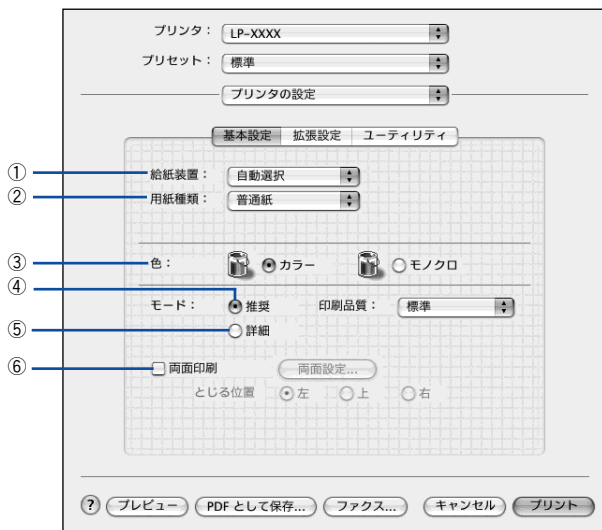 プリンタ： LP-XXXX
プリセット： 標準
プリンタの設定
基本設定 拡張設定 ユーティリティ
① 給紙装置： 自動選択
② 用紙種類： 普通紙
③ 色： カラー モノクロ
④ モード： 推奨 印刷品質： 標準
⑤ 詳細
⑥ 両面印刷 両面設定...
とじる位置 左 上 右
? プレビュー PDF として保存... ファクス... キャンセル プリント